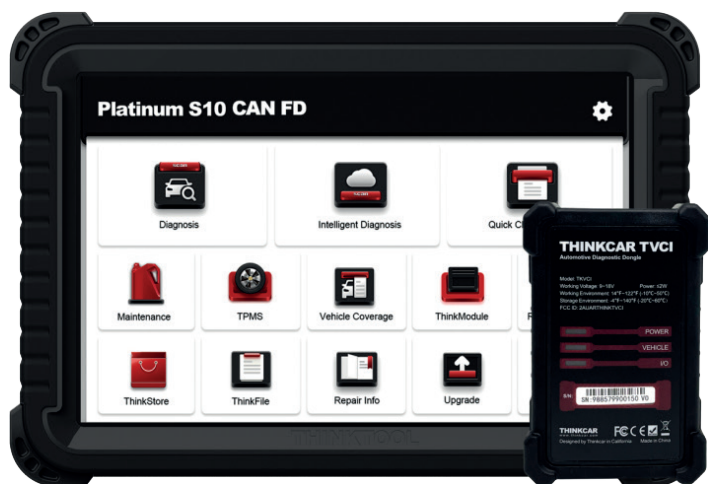 Platinum S10 CAN FD
Diagnosis
Intelligent Diagnosis
Quick
Maintenance
TPMS
Vehicle Coverage
ThinkModule
ThinkStore
ThinkFile
Repair Info
Upgrade
THINKTOOL
THINKCAR TVCI
Automotive Diagnostic Dongle
Model: TKVCI
Working Voltage: 9~18V Power: ≤2W
Working Environment: 14°F~122°F (-10℃~50℃)
Storage Environment: -4°F~140°F (-20℃~60℃)
FCC ID: 2AUARTHINKTVCI
POWER
VEHICLE
I/O
S/N:
SN:988579900150 V0
THINKCAR
FC CE
Designed by Thinkcar in California Made in China